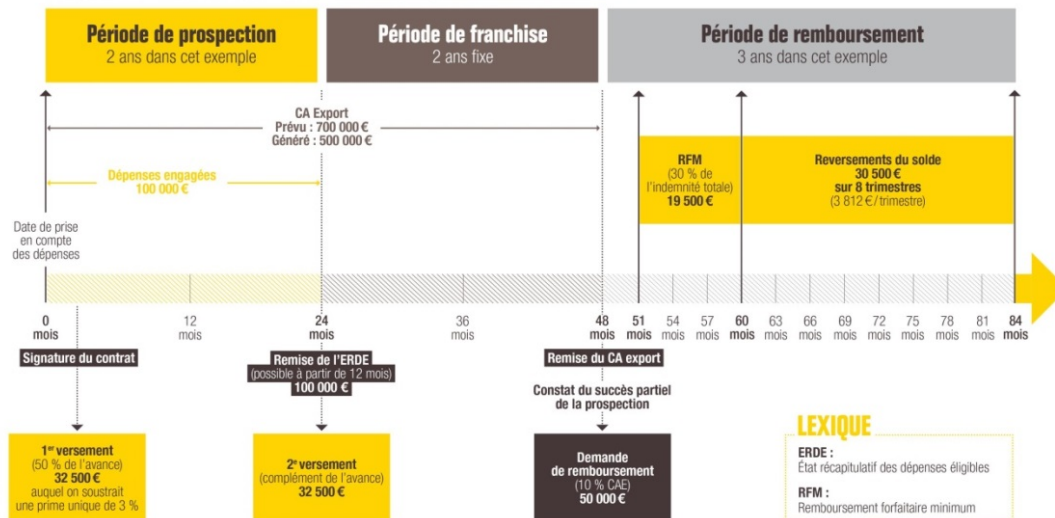 Période de prospection
2 ans dans cet exemple
Période de franchise
2 ans fixe
Période de remboursement
3 ans dans cet exemple
CA Export
Prévu : 700 000 €
Généré : 500 000 €
Dépenses engagées
100 000 €
RFM
(30 % de
l'indemnité totale)
19 500 €
Reversements du solde
30 500 €
sur 8 trimestres
(3 812 €/trimestre)
Date de prise
en compte
des dépenses
0
mois
12
mois
24
mois
36
mois
48
mois
51
mois
54
mois
57
mois
60
mois
63
mois
66
mois
69
mois
72
mois
75
mois
78
mois
81
mois
84
mois
Signature du contrat
Remise de l'ERDE
(possible à partir de 12 mois)
100 000 €
Remise du CA export
Constat du succès partiel
de la prospection
1er versement
(50 % de l'avance)
32 500 €
auquel on soustrait
une prime unique de 3 %
2e versement
(complément de l'avance)
32 500 €
Demande
de remboursement
(10 % CAE)
50 000 €
LEXIQUE
ERDE :
État récapitulatif des dépenses éligibles
RFM :
Remboursement forfaitaire minimum